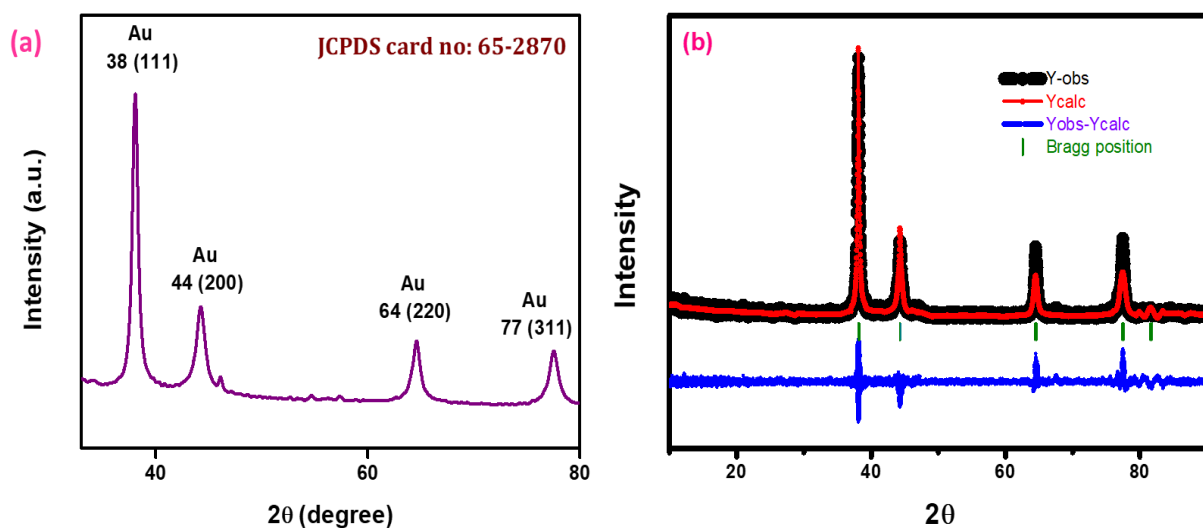 (a)
Au
38 (111)
JCPDS card no: 65-2870
Au
44 (200)
Au
64 (220)
Au
77 (311)
Intensity (a.u.)
40
60
80
2θ (degree)
(b)
Y-obs
Ycalc
Yobs-Ycalc
Bragg position
Intensity
20
40
60
80
2θ